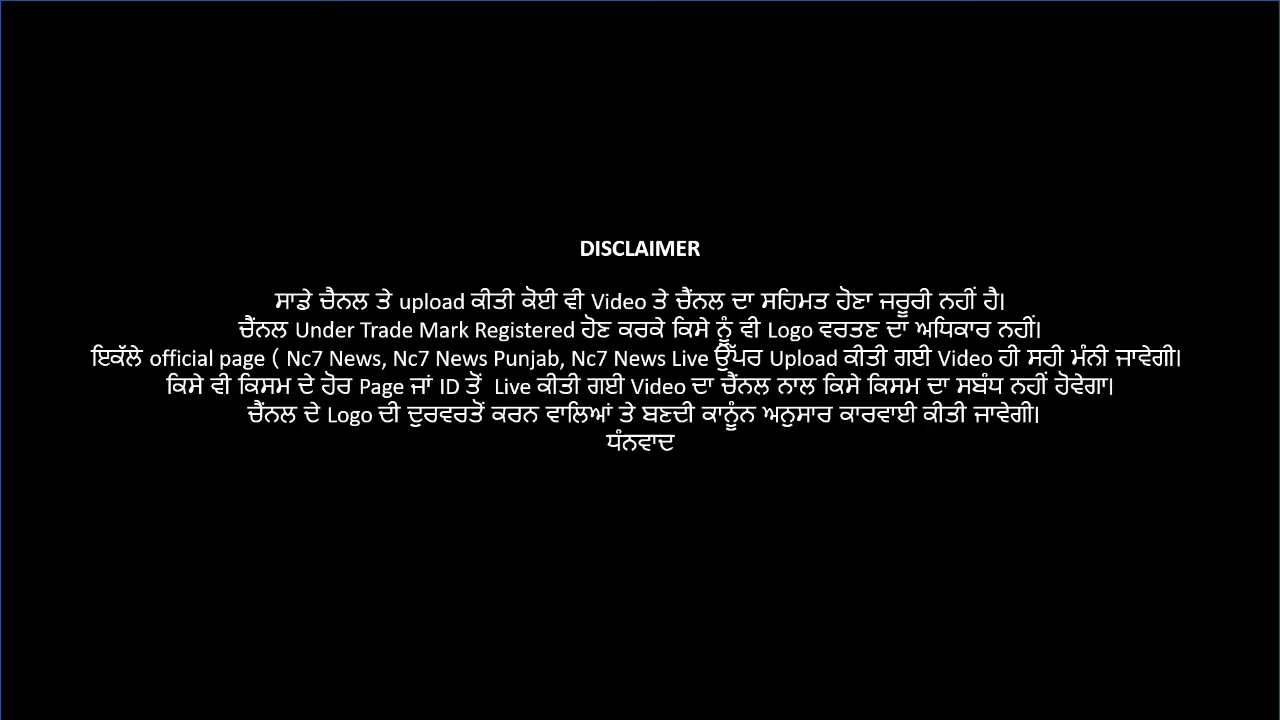 DISCLAIMER
ਸਾਡੇ ਚੈਨਲ ਤੇ upload ਕੀਤੀ ਕੋਈ ਵੀ Video ਤੇ ਚੈਂਨਲ ਦਾ ਸਹਿਮਤ ਹੋਣਾ ਜਰੂਰੀ ਨਹੀਂ ਹੈ।
ਚੈਂਨਲ Under Trade Mark Registered ਹੋਣ ਕਰਕੇ ਕਿਸੇ ਨੂੰ ਵੀ Logo ਵਰਤਣ ਦਾ ਅਧਿਕਾਰ ਨਹੀਂ।
ਇਕੱਲੇ official page ( Nc7 News, Nc7 News Punjab, Nc7 News Live ਉੱਪਰ Upload ਕੀਤੀ ਗਈ Video ਹੀ ਸਹੀ ਮੰਨੀ ਜਾਵੇਗੀ।
ਕਿਸੇ ਵੀ ਕਿਸਮ ਦੇ ਹੋਰ Page ਜਾਂ ID ਤੋਂ  Live ਕੀਤੀ ਗਈ Video ਦਾ ਚੈਂਨਲ ਨਾਲ ਕਿਸੇ ਕਿਸਮ ਦਾ ਸਬੰਧ ਨਹੀਂ ਹੋਵੇਗਾ।
ਚੈਂਨਲ ਦੇ Logo ਦੀ ਦੁਰਵਰਤੋਂ ਕਰਨ ਵਾਲਿਆਂ ਤੇ ਬਣਦੀ ਕਾਨੂੰਨ ਅਨੁਸਾਰ ਕਾਰਵਾਈ ਕੀਤੀ ਜਾਵੇਗੀ।
ਧੰਨਵਾਦ